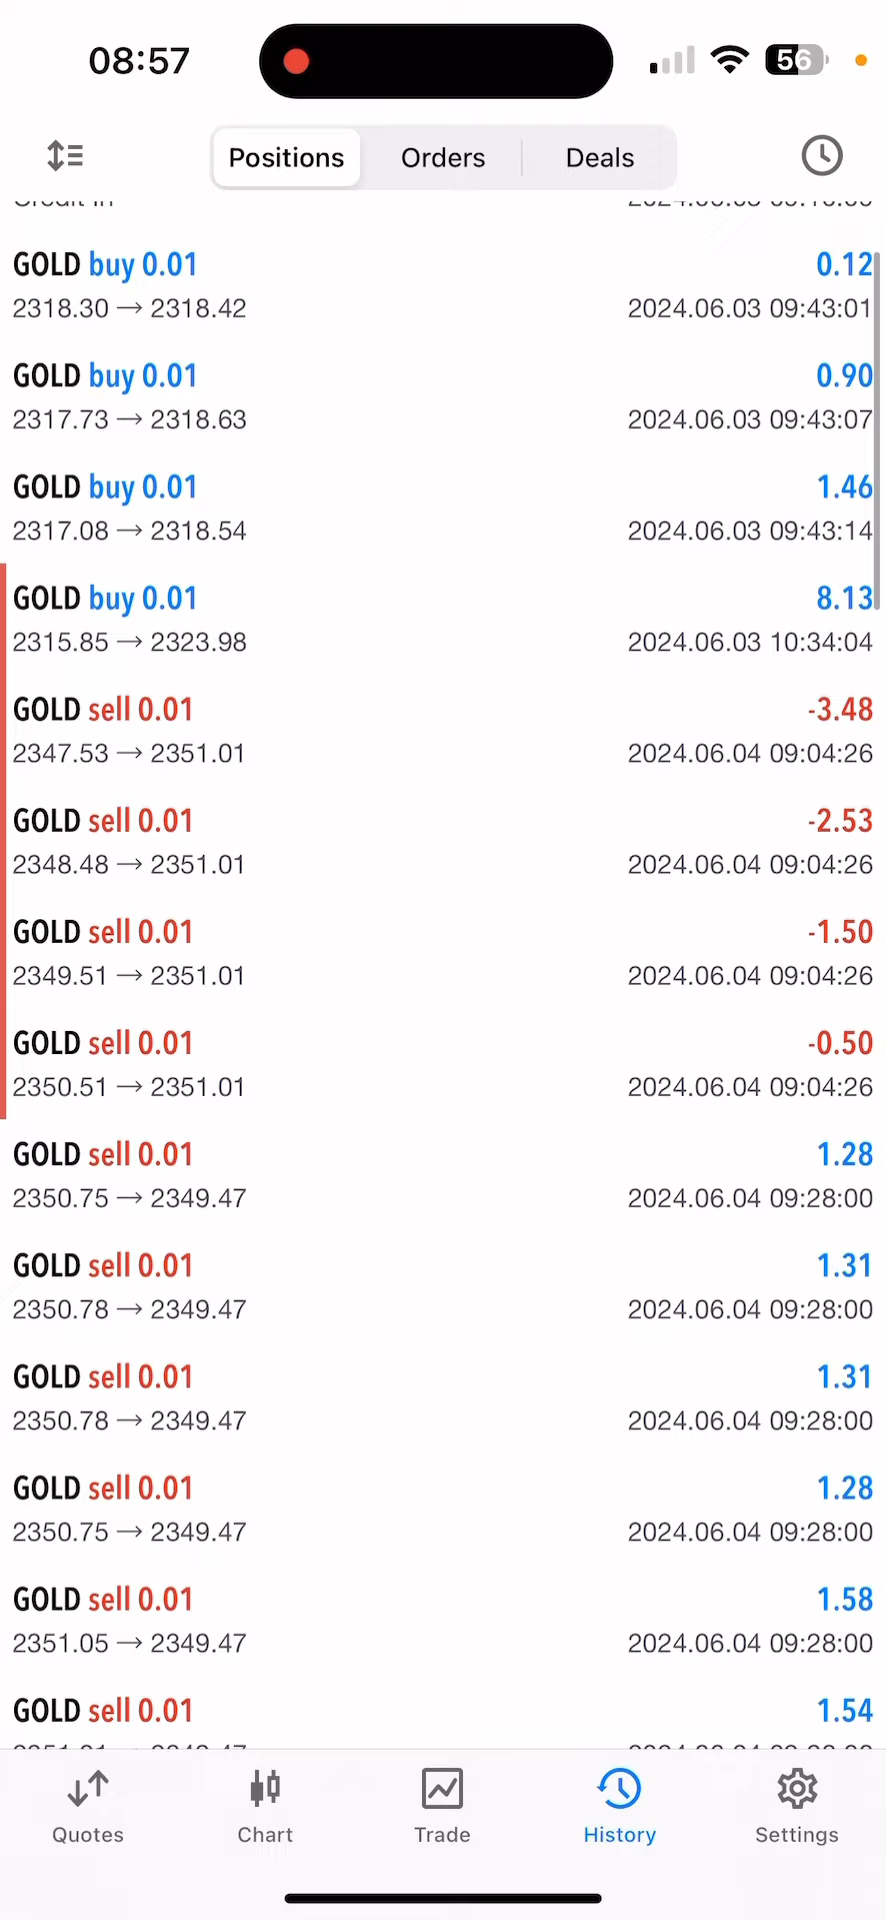 08:57
56
Positions Orders Deals
GOLD buy 0.01 0.12
2318.30 → 2318.42 2024.06.03 09:43:01
GOLD buy 0.01 0.90
2317.73 → 2318.63 2024.06.03 09:43:07
GOLD buy 0.01 1.46
2317.08 → 2318.54 2024.06.03 09:43:14
GOLD buy 0.01 8.13
2315.85 → 2323.98 2024.06.03 10:34:04
GOLD sell 0.01 -3.48
2347.53 → 2351.01 2024.06.04 09:04:26
GOLD sell 0.01 -2.53
2348.48 → 2351.01 2024.06.04 09:04:26
GOLD sell 0.01 -1.50
2349.51 → 2351.01 2024.06.04 09:04:26
GOLD sell 0.01 -0.50
2350.51 → 2351.01 2024.06.04 09:04:26
GOLD sell 0.01 1.28
2350.75 → 2349.47 2024.06.04 09:28:00
GOLD sell 0.01 1.31
2350.78 → 2349.47 2024.06.04 09:28:00
GOLD sell 0.01 1.31
2350.78 → 2349.47 2024.06.04 09:28:00
GOLD sell 0.01 1.28
2350.75 → 2349.47 2024.06.04 09:28:00
GOLD sell 0.01 1.58
2351.05 → 2349.47 2024.06.04 09:28:00
GOLD sell 0.01 1.54
Quotes Chart Trade History Settings